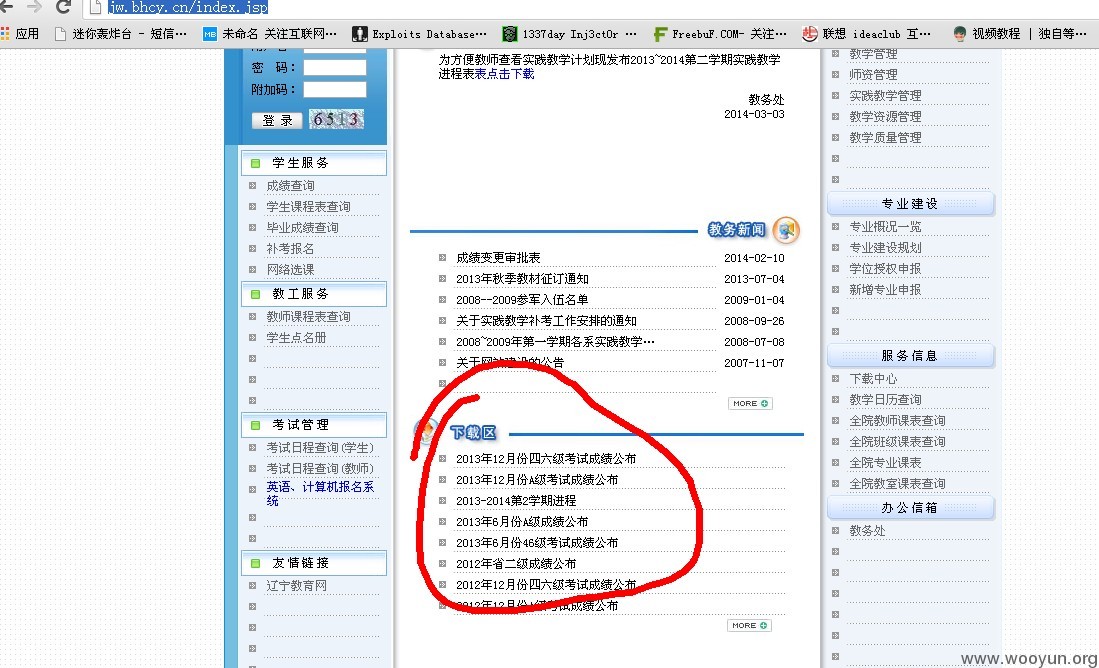 jw.bhcy.cn/index.jsp
应用
迷你轰炸台 - 短信…
未命名 关注互联网…
Exploits Database…
1337day Inj3ct0r …
FreebuF.COM- 关注…
联想 ideaclub 互…
视频教程 | 独自等…
密 码：
附加码：
登 录
6513
学生服务
成绩查询
学生课程表查询
毕业成绩查询
补考报名
网络选课
教工服务
教师课程表查询
学生点名册
考试管理
考试日程查询(学生)
考试日程查询(教师)
英语、计算机报名系
统
友情链接
辽宁教育网
为方便教师查看实践教学计划现发布2013~2014第二学期实践教学
进程表表点击下载
教务处
2014-03-03
教务新闻
成绩变更审批表 2014-02-10
2013年秋季教材征订通知 2013-07-04
2008--2009参军入伍名单 2009-01-04
关于实践教学补考工作安排的通知 2008-09-26
2008~2009年第一学期各系实践教学… 2008-07-08
关于网站建设的公告 2007-11-07
MORE
下载区
2013年12月份四六级考试成绩公布
2013年12月份A级考试成绩公布
2013-2014第2学期进程
2013年6月份A级成绩公布
2013年6月份46级考试成绩公布
2012年省二级成绩公布
2012年12月份四六级考试成绩公布
2012年12月份A级考试成绩公布
MORE
教学管理
师资管理
实践教学管理
教学资源管理
教学质量管理
专业建设
专业概况一览
专业建设规划
学位授权申报
新增专业申报
服务信息
下载中心
教学日历查询
全院教师课表查询
全院班级课表查询
全院专业课表
全院教室课表查询
办公信箱
教务处
www.wooyun.org